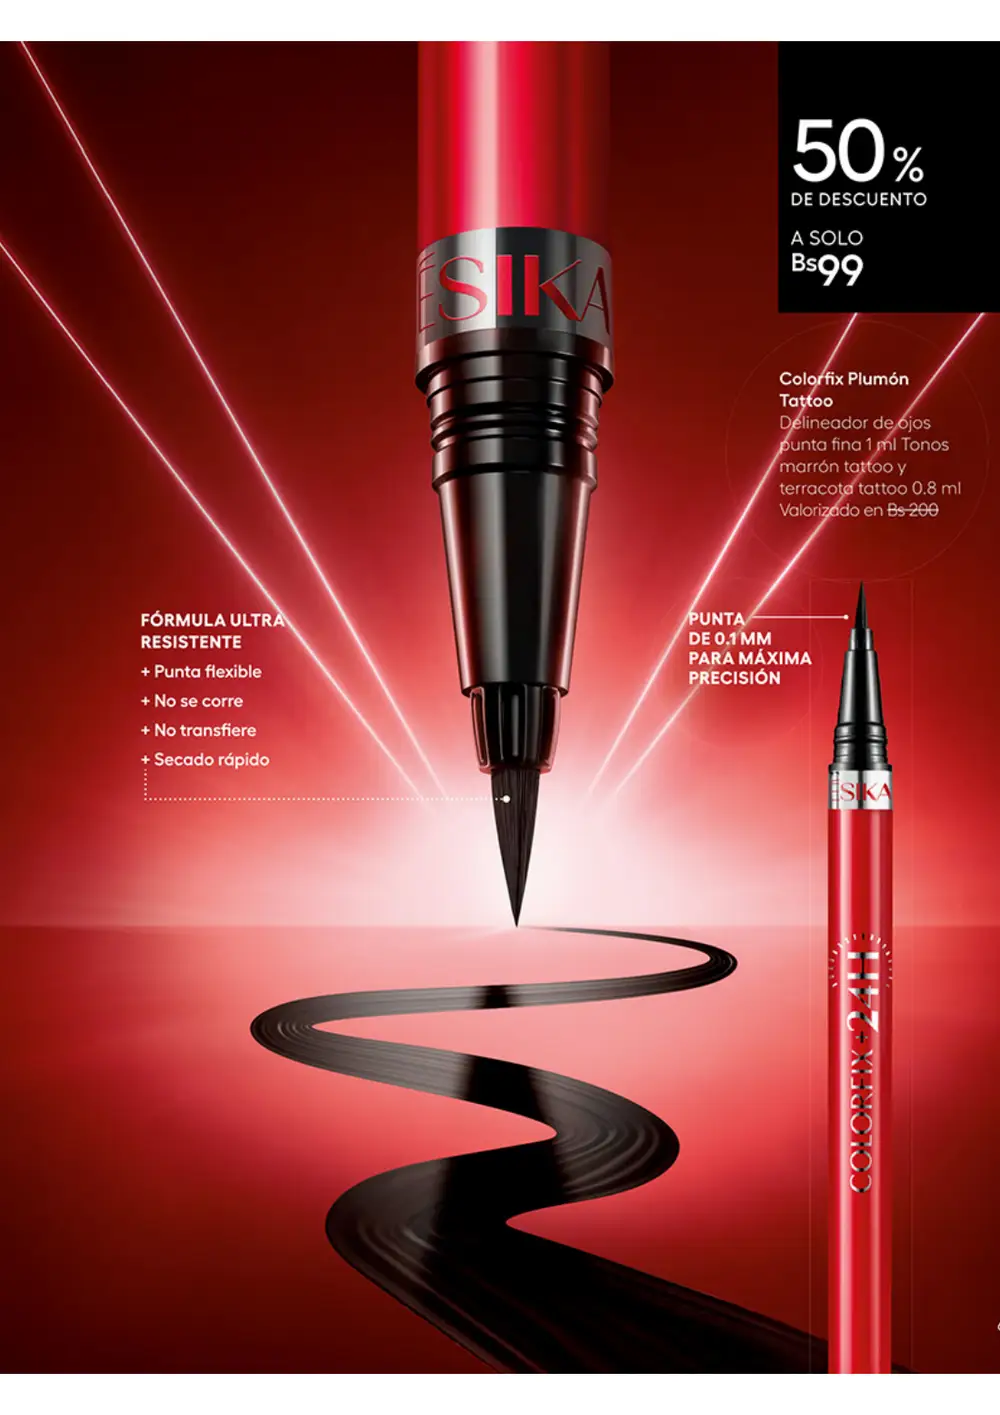 ÉSIKA
50%
DE DESCUENTO
A SOLO
Bs99
Colorfix Plumón
Tattoo
Delineador de ojos
punta fina 1 ml Tonos
marrón tattoo y
terracota tattoo 0.8 ml
Valorizado en Bs 200
FÓRMULA ULTRA
RESISTENTE
+ Punta flexible
+ No se corre
+ No transfiere
+ Secado rápido
PUNTA
DE 0.1 MM
PARA MÁXIMA
PRECISIÓN
ÉSIKA
COLORFIX +24H